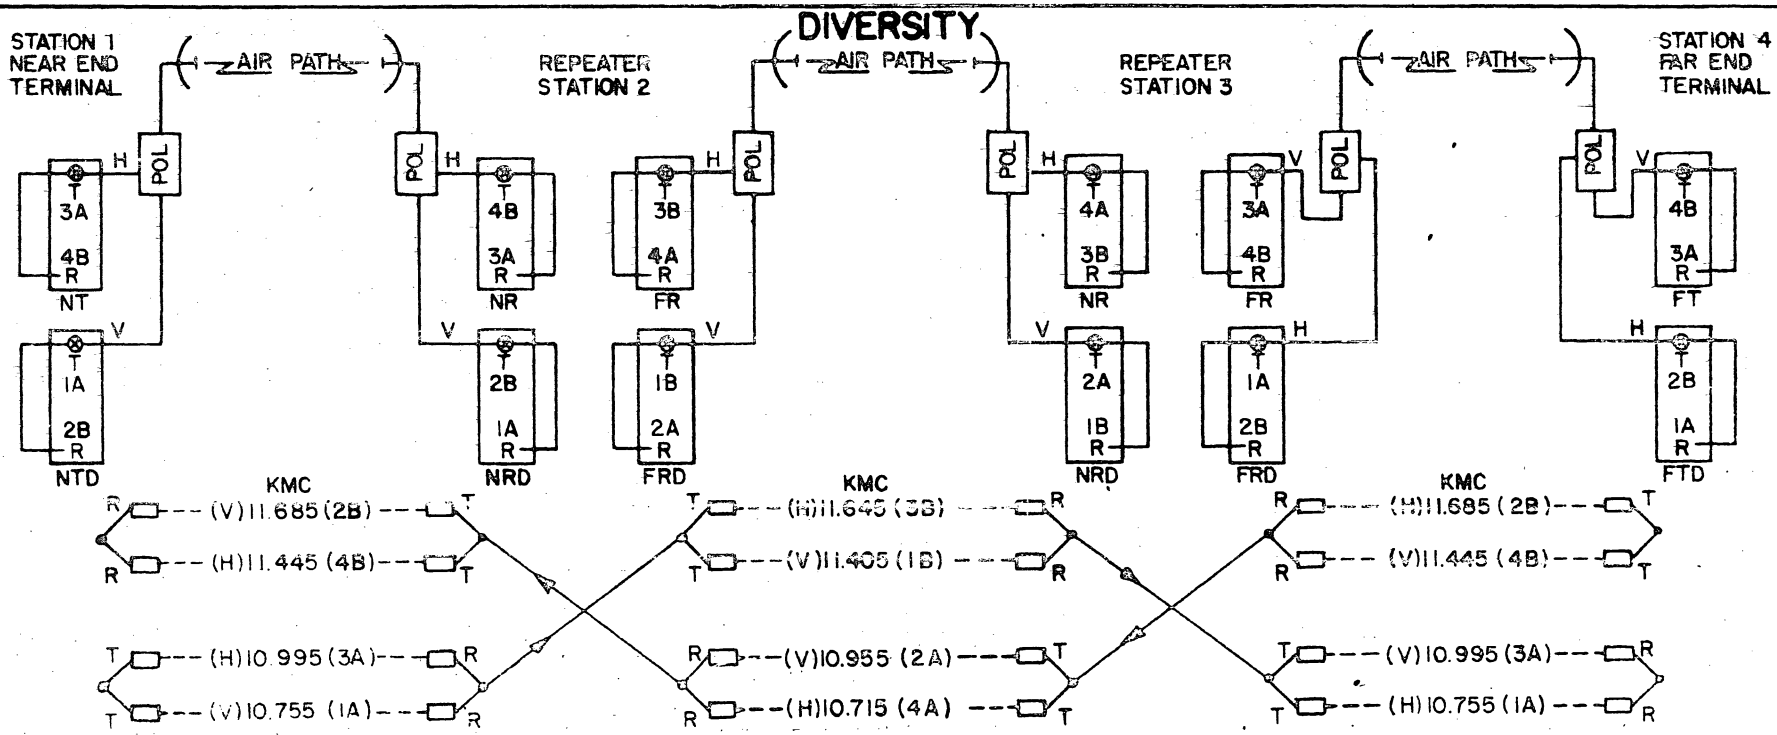 DIVERSITY
STATION 1
NEAR END
TERMINAL
AIR PATH
REPEATER
STATION 2
AIR PATH
REPEATER
STATION 3
AIR PATH
STATION 4
FAR END
TERMINAL
POL
H
T
3A
4B
R
NT
V
T
1A
2B
R
NTD
POL
H
T
4B
3A
R
NR
V
T
2B
1A
R
NRD
POL
H
T
3B
4A
R
FR
V
T
1B
2A
R
FRD
POL
H
T
4A
3B
R
NR
V
T
2A
1B
R
NRD
POL
V
T
3A
4B
R
FR
H
T
1A
2B
R
FRD
POL
V
T
4B
3A
R
FT
H
T
2B
1A
R
FTD
KMC
KMC
KMC
R (V)11.685(2B) T
R (H)11.445(4B) T
T (H)10.995(3A) R
T (V)10.755 (1A) R
T (H)11.645(3B) R
T (V)11.405(1B) R
R (V)10.955 (2A) T
R (H)10.715 (4A) T
R (H)11.685(2B) T
R (V)11.445(4B) T
T (V)10.995(3A) R
T (H)10.755(1A) R